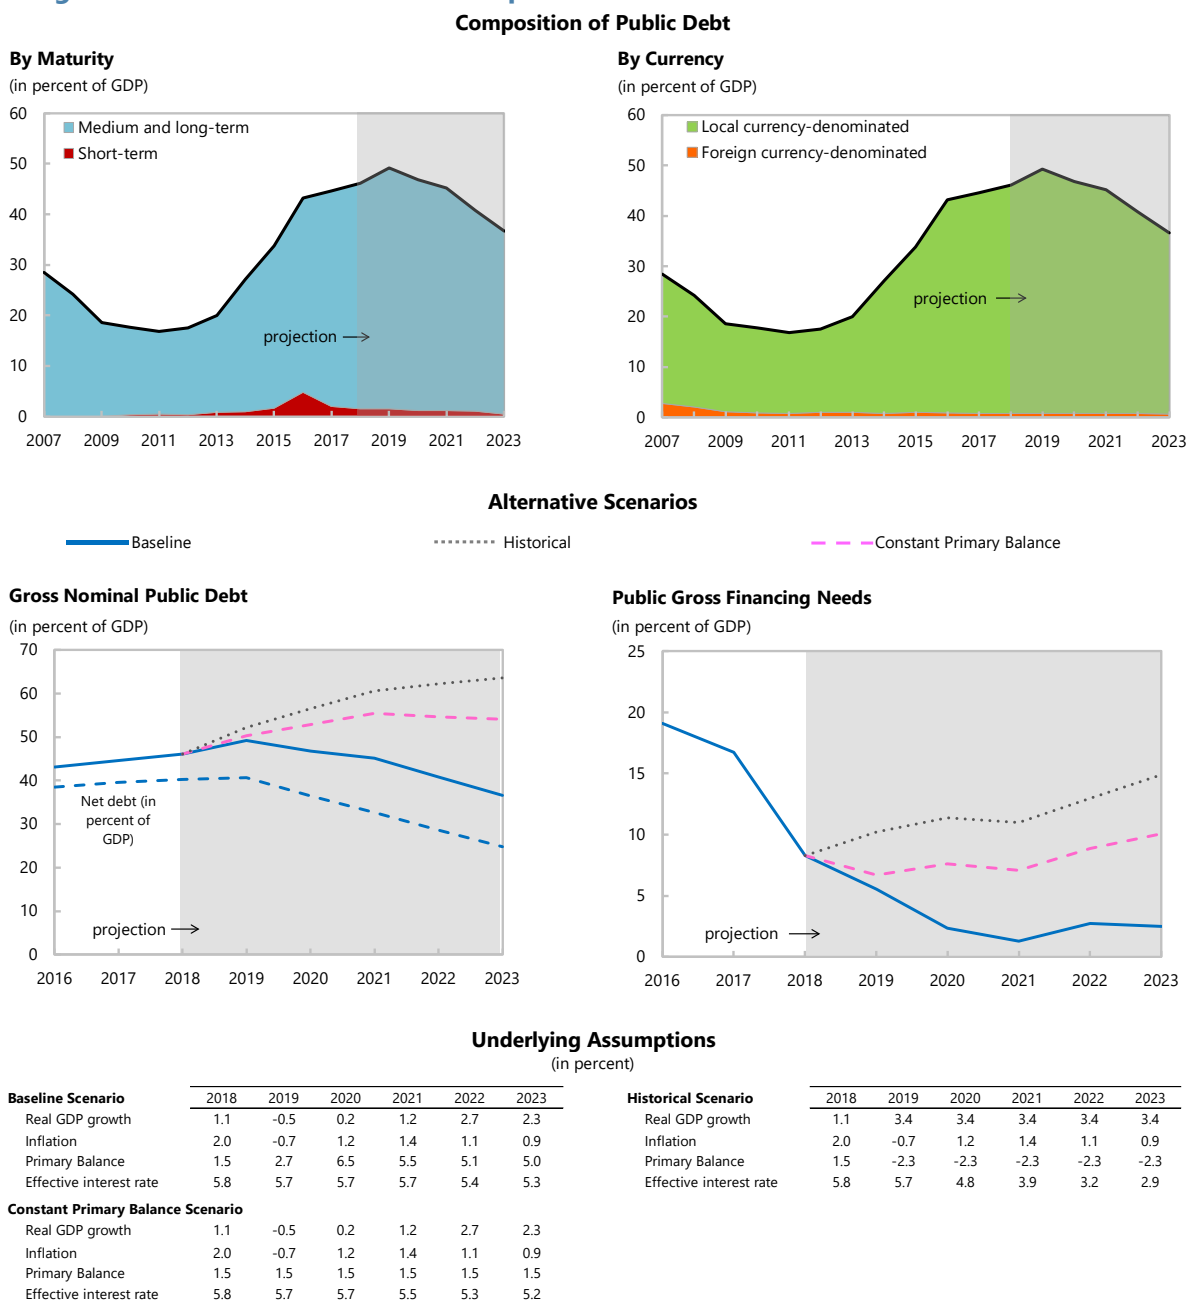 Composition of Public Debt
By Maturity
(in percent of GDP)
60
50
40
30
20
10
0
Medium and long-term
Short-term
projection
2007 2009 2011 2013 2015 2017 2019 2021 2023
By Currency
(in percent of GDP)
60
50
40
30
20
10
0
Local currency-denominated
Foreign currency-denominated
projection
2007 2009 2011 2013 2015 2017 2019 2021 2023
Alternative Scenarios
Baseline Historical Constant Primary Balance
Gross Nominal Public Debt
(in percent of GDP)
70
60
50
40
30
20
10
0
Net debt (in
percent of
GDP)
projection
2016 2017 2018 2019 2020 2021 2022 2023
Public Gross Financing Needs
(in percent of GDP)
25
20
15
10
5
0
projection
2016 2017 2018 2019 2020 2021 2022 2023
Underlying Assumptions
(in percent)
Baseline Scenario 2018 2019 2020 2021 2022 2023
Real GDP growth 1.1 -0.5 0.2 1.2 2.7 2.3
Inflation 2.0 -0.7 1.2 1.4 1.1 0.9
Primary Balance 1.5 2.7 6.5 5.5 5.1 5.0
Effective interest rate 5.8 5.7 5.7 5.7 5.4 5.3
Constant Primary Balance Scenario
Real GDP growth 1.1 -0.5 0.2 1.2 2.7 2.3
Inflation 2.0 -0.7 1.2 1.4 1.1 0.9
Primary Balance 1.5 1.5 1.5 1.5 1.5 1.5
Effective interest rate 5.8 5.7 5.7 5.5 5.3 5.2
Historical Scenario 2018 2019 2020 2021 2022 2023
Real GDP growth 1.1 3.4 3.4 3.4 3.4 3.4
Inflation 2.0 -0.7 1.2 1.4 1.1 0.9
Primary Balance 1.5 -2.3 -2.3 -2.3 -2.3 -2.3
Effective interest rate 5.8 5.7 4.8 3.9 3.2 2.9